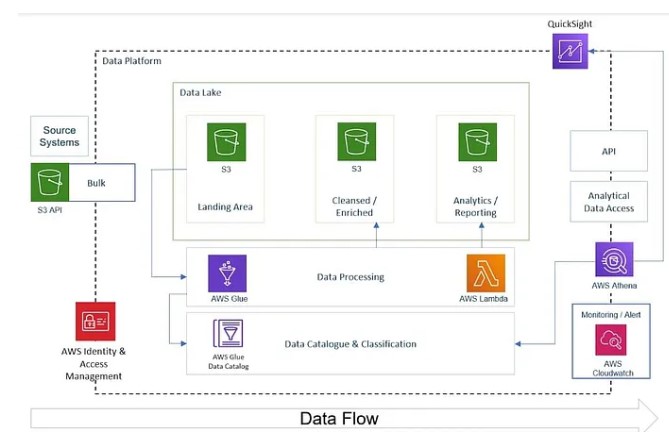 QuickSight
Data Platform
Data Lake
Source
Systems
S3
S3
S3
API
Bulk
S3 API
Landing Area
Cleansed /
Enriched
Analytics /
Reporting
Analytical
Data Access
Data Processing
AWS Glue
AWS Lambda
AWS Athena
Monitoring / Alert
AWS Identity &
Access
Management
AWS Glue
Data Catalog
Data Catalogue & Classification
AWS
Cloudwatch
Data Flow